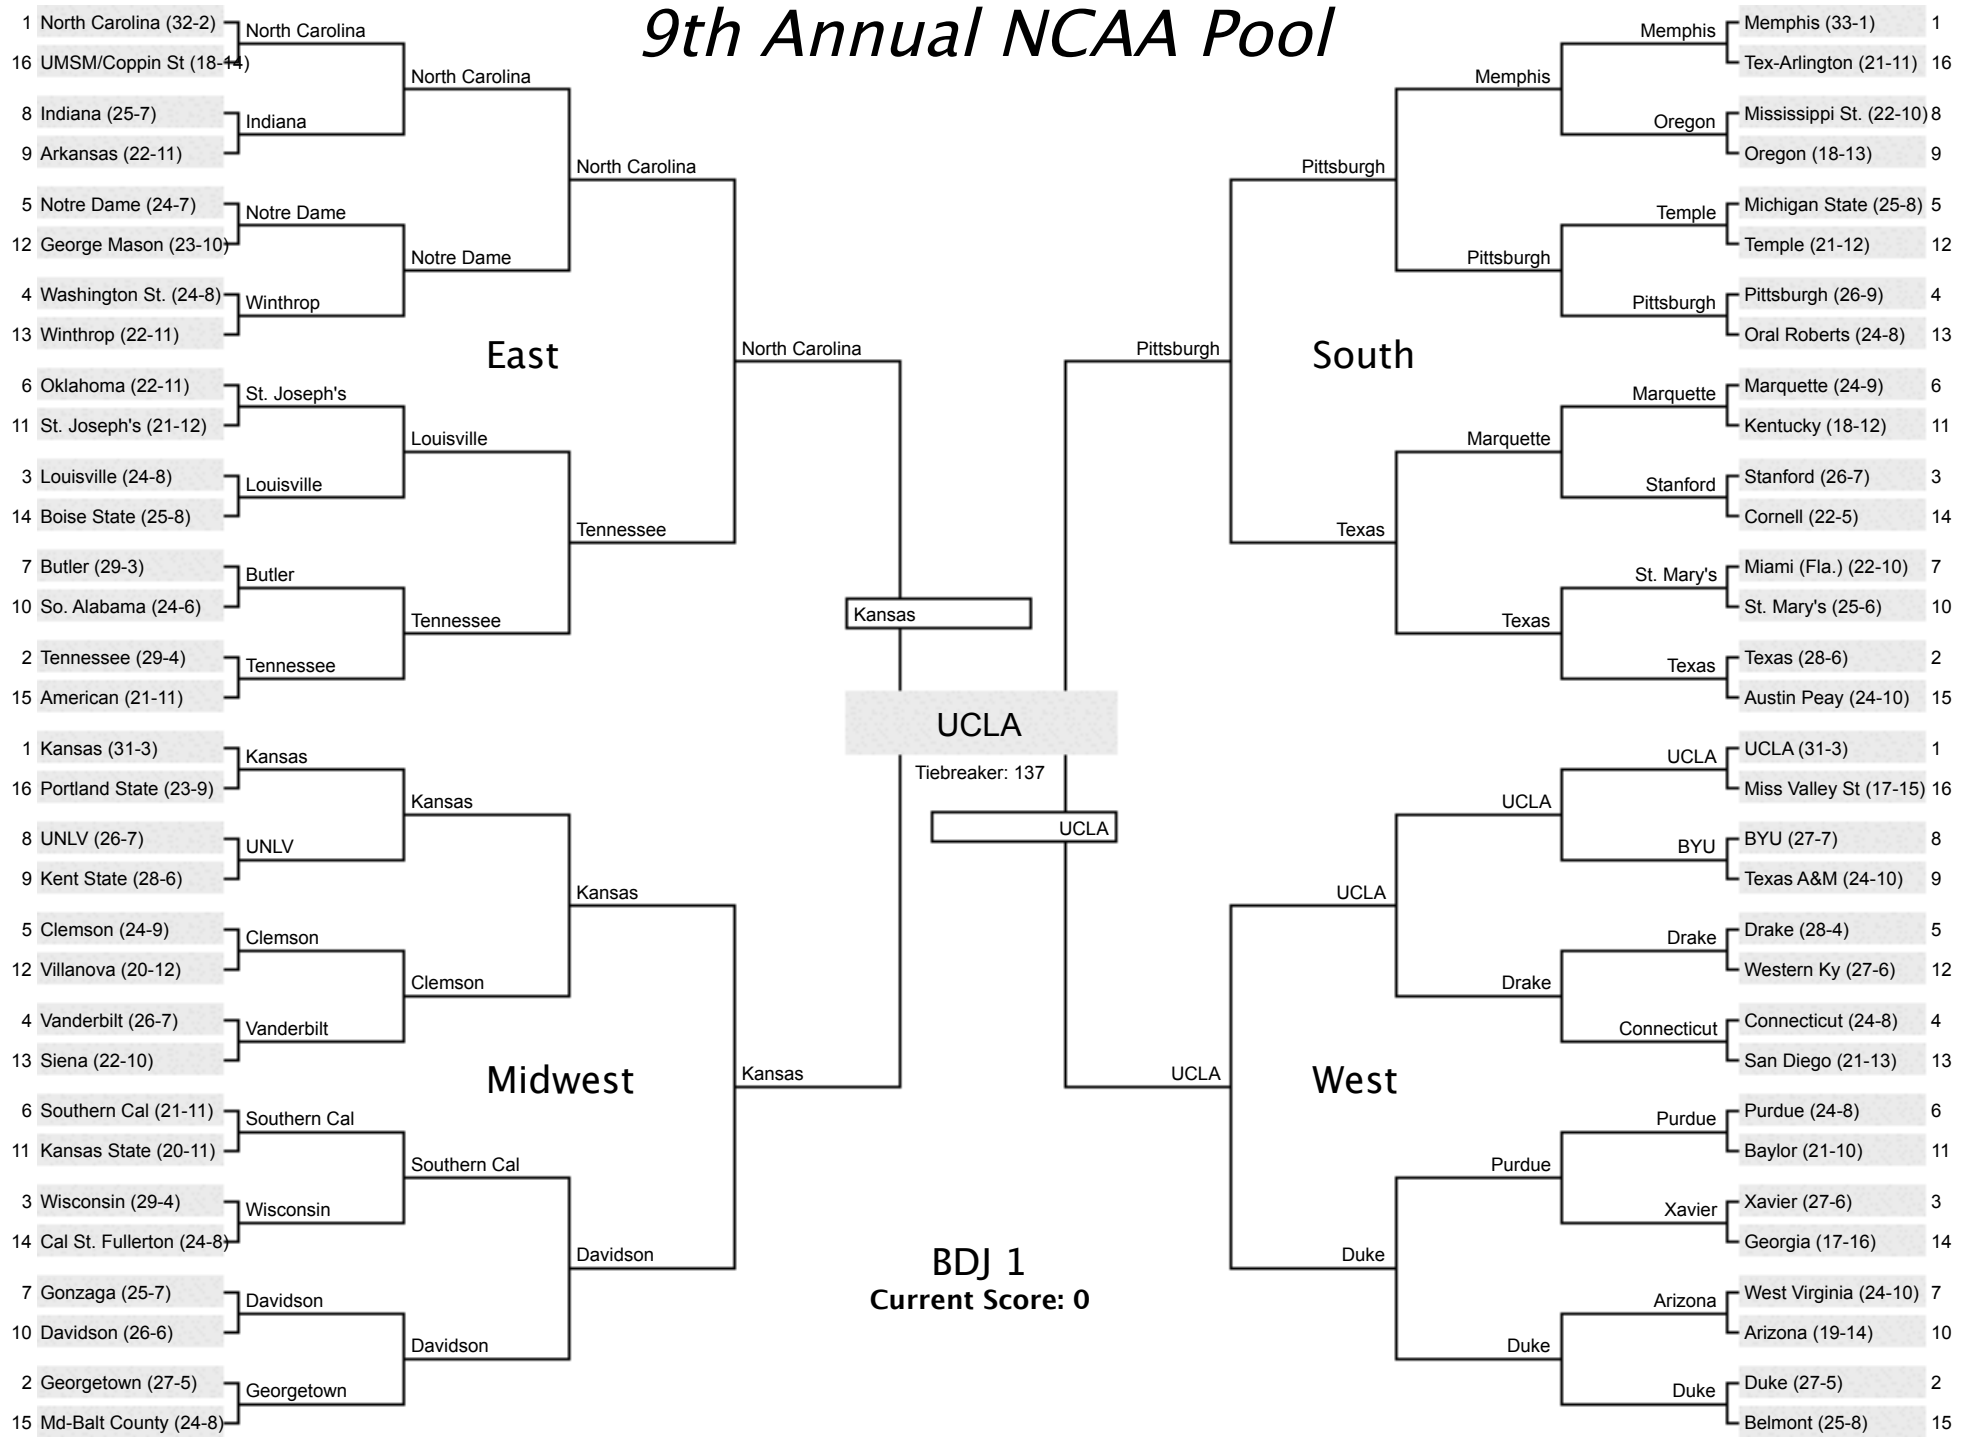 9th Annual NCAA Pool
1 North Carolina (32-2)
16 UMSM/Coppin St (18-14)
8 Indiana (25-7)
9 Arkansas (22-11)
5 Notre Dame (24-7)
12 George Mason (23-10)
4 Washington St. (24-8)
13 Winthrop (22-11)
6 Oklahoma (22-11)
11 St. Joseph's (21-12)
3 Louisville (24-8)
14 Boise State (25-8)
7 Butler (29-3)
10 So. Alabama (24-6)
2 Tennessee (29-4)
15 American (21-11)
North Carolina
Indiana
Notre Dame
Winthrop
St. Joseph's
Louisville
Butler
Tennessee
North Carolina
Notre Dame
Louisville
Tennessee
North Carolina
Tennessee
East
North Carolina
1 Kansas (31-3)
16 Portland State (23-9)
8 UNLV (26-7)
9 Kent State (28-6)
5 Clemson (24-9)
12 Villanova (20-12)
4 Vanderbilt (26-7)
13 Siena (22-10)
6 Southern Cal (21-11)
11 Kansas State (20-11)
3 Wisconsin (29-4)
14 Cal St. Fullerton (24-8)
7 Gonzaga (25-7)
10 Davidson (26-6)
2 Georgetown (27-5)
15 Md-Balt County (24-8)
Kansas
UNLV
Clemson
Vanderbilt
Southern Cal
Wisconsin
Davidson
Georgetown
Kansas
Clemson
Southern Cal
Davidson
Kansas
Davidson
Midwest
Kansas
Kansas
UCLA
Tiebreaker: 137
UCLA
BDJ 1
Current Score: 0
Pittsburgh
South
Pittsburgh
Texas
Memphis
Pittsburgh
Marquette
Texas
Memphis
Oregon
Temple
Pittsburgh
Marquette
Stanford
St. Mary's
Texas
Memphis (33-1) 1
Tex-Arlington (21-11) 16
Mississippi St. (22-10) 8
Oregon (18-13) 9
Michigan State (25-8) 5
Temple (21-12) 12
Pittsburgh (26-9) 4
Oral Roberts (24-8) 13
Marquette (24-9) 6
Kentucky (18-12) 11
Stanford (26-7) 3
Cornell (22-5) 14
Miami (Fla.) (22-10) 7
St. Mary's (25-6) 10
Texas (28-6) 2
Austin Peay (24-10) 15
UCLA
West
UCLA
Duke
UCLA
Drake
Purdue
Duke
UCLA
BYU
Drake
Connecticut
Purdue
Xavier
Arizona
Duke
UCLA (31-3) 1
Miss Valley St (17-15) 16
BYU (27-7) 8
Texas A&M (24-10) 9
Drake (28-4) 5
Western Ky (27-6) 12
Connecticut (24-8) 4
San Diego (21-13) 13
Purdue (24-8) 6
Baylor (21-10) 11
Xavier (27-6) 3
Georgia (17-16) 14
West Virginia (24-10) 7
Arizona (19-14) 10
Duke (27-5) 2
Belmont (25-8) 15